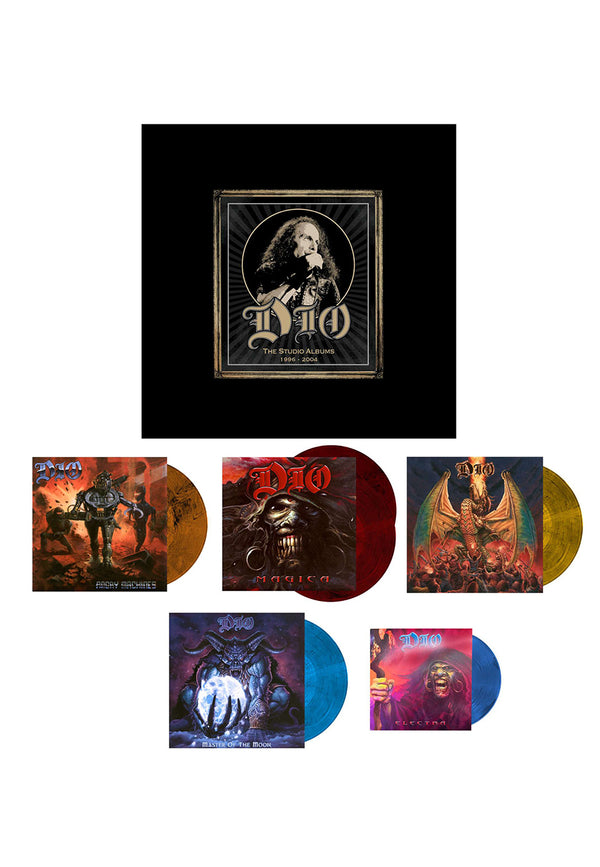 DIO
THE STUDIO ALBUMS
1996 - 2004
DIO
ANGRY MACHINES
DIO
MAGICA
DIO
DIO
MASTER OF THE MOON
DIO
ELECTRA